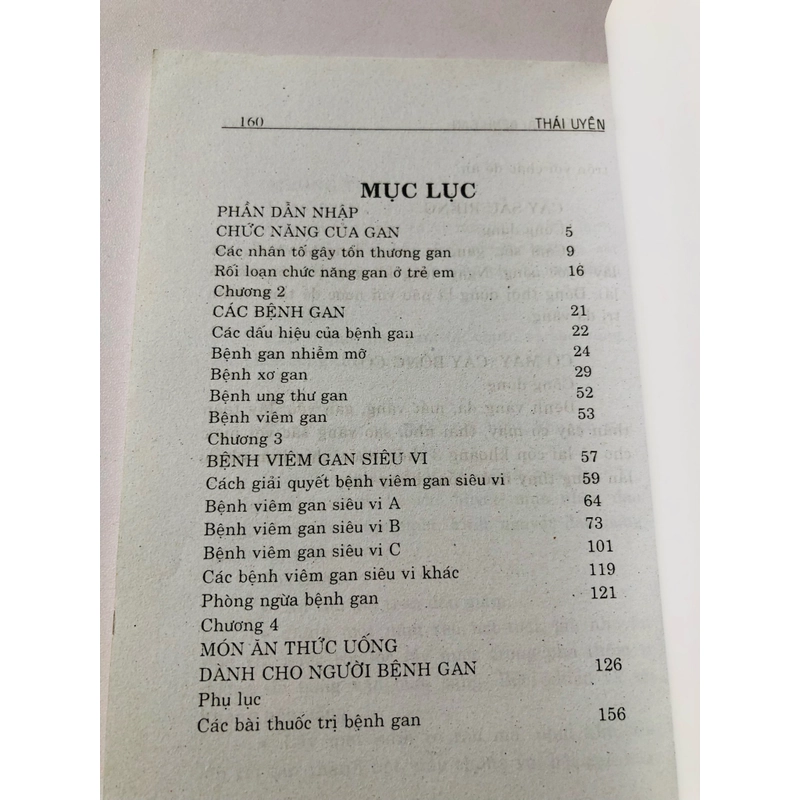 160 THÁI UYÊN
MỤC LỤC
PHẦN DẪN NHẬP
CHỨC NĂNG CỦA GAN 5
Các nhân tố gây tổn thương gan 9
Rối loạn chức năng gan ở trẻ em 16
Chương 2
CÁC BỆNH GAN 21
Các dấu hiệu của bệnh gan 22
Bệnh gan nhiễm mỡ 24
Bệnh xơ gan 29
Bệnh ung thư gan 52
Bệnh viêm gan 53
Chương 3
BỆNH VIÊM GAN SIÊU VI 57
Cách giải quyết bệnh viêm gan siêu vi 59
Bệnh viêm gan siêu vi A 64
Bệnh viêm gan siêu vi B 73
Bệnh viêm gan siêu vi C 101
Các bệnh viêm gan siêu vi khác 119
Phòng ngừa bệnh gan 121
Chương 4
MÓN ĂN THỨC UỐNG
DÀNH CHO NGƯỜI BỆNH GAN 126
Phụ lục
Các bài thuốc trị bệnh gan 156